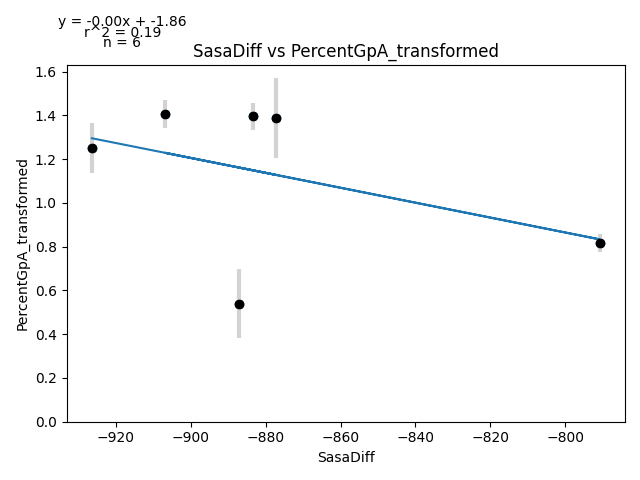 y = -0.00x + -1.86
r^2 = 0.19
n = 6
SasaDiff vs PercentGpA_transformed
1.6
1.4
1.2
1.0
0.8
0.6
0.4
0.2
0.0
PercentGpA_transformed
−920
−900
−880
−860
−840
−820
−800
SasaDiff